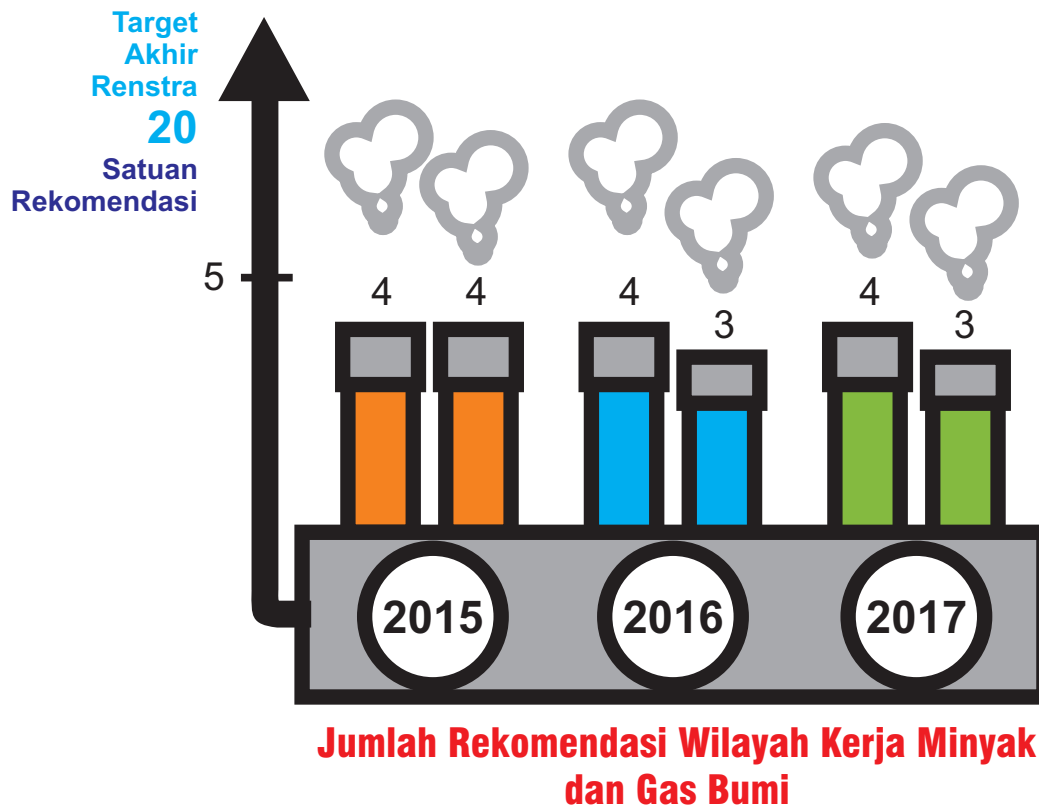 Target
Akhir
Renstra
20
Satuan
Rekomendasi
5
4 4 4 3 4 3
2015 2016 2017
Jumlah Rekomendasi Wilayah Kerja Minyak
dan Gas Bumi